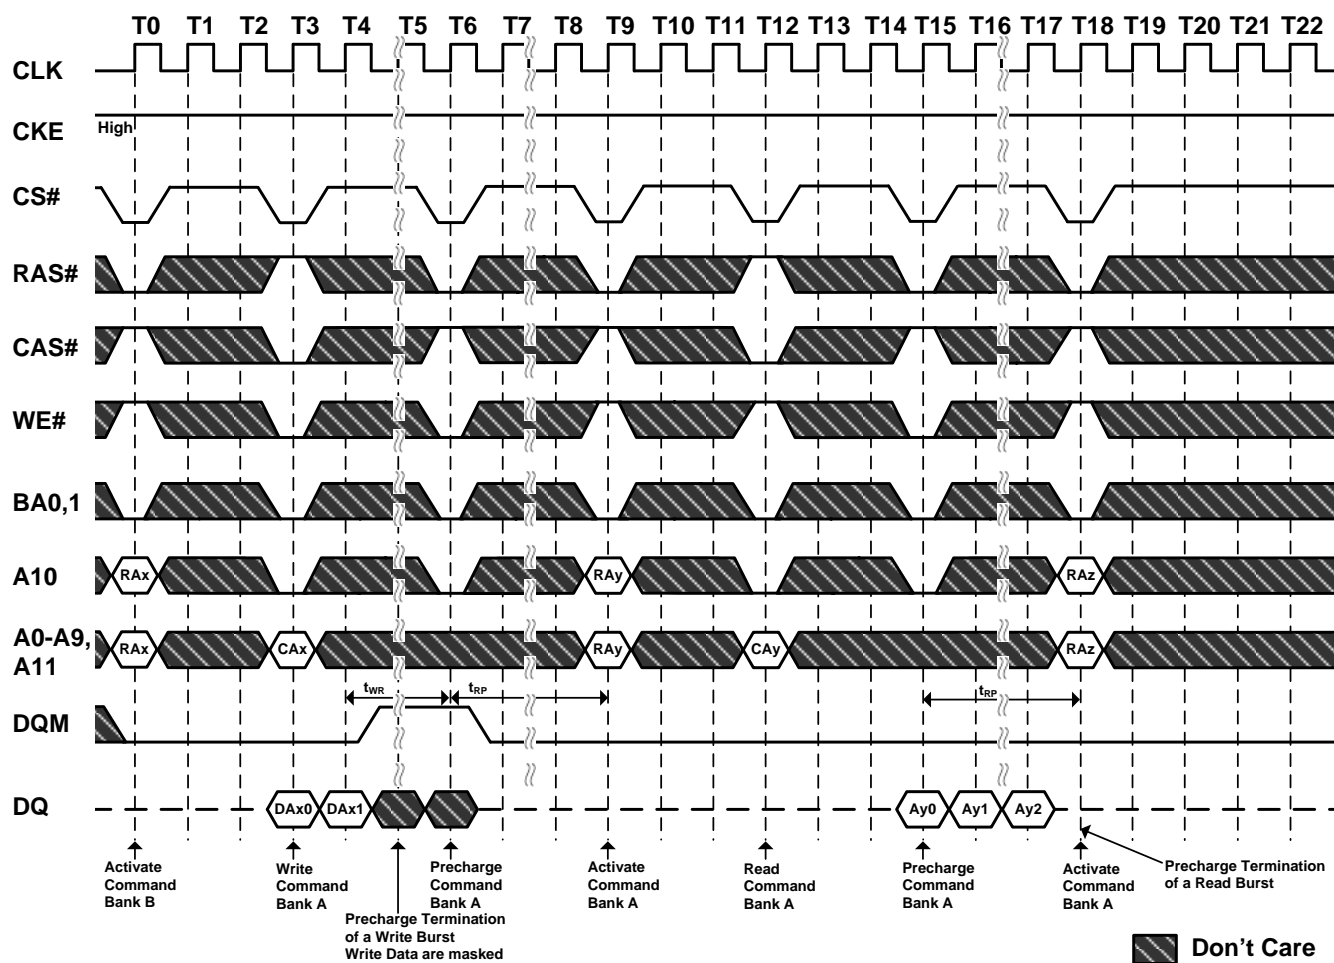 T0 T1 T2 T3 T4 T5 T6 T7 T8 T9 T10 T11 T12 T13 T14 T15 T16 T17 T18 T19 T20 T21 T22
CLK
CKE
High
CS#
RAS#
CAS#
WE#
BA0,1
A10
RAx RAy RAz
A0-A9,
A11
RAx CAx RAy CAy RAz
tWR tRP tRP
DQM
DQ
DAx0 DAx1 Ay0 Ay1 Ay2
Activate
Command
Bank B
Write
Command
Bank A
Precharge Termination
of a Write Burst
Write Data are masked
Precharge
Command
Bank A
Activate
Command
Bank A
Read
Command
Bank A
Precharge
Command
Bank A
Activate
Command
Bank A
Precharge Termination
of a Read Burst
Don't Care